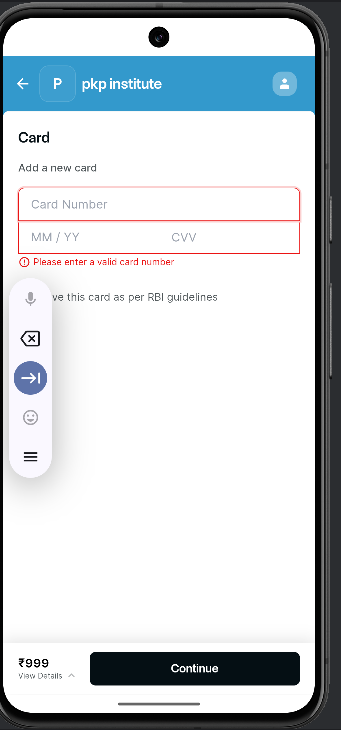 P
pkp institute
Card
Add a new card
Card Number
MM / YY
CVV
Please enter a valid card number
ve this card as per RBI guidelines
₹999
View Details
Continue